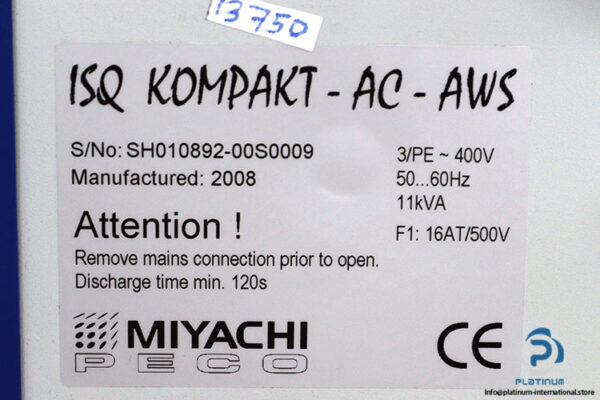 13750
ISQ KOMPAKT - AC - AWS
S/No: SH010892-00S0009
Manufactured: 2008
3/PE ~ 400V
50...60Hz
11kVA
Attention !
F1: 16AT/500V
Remove mains connection prior to open.
Discharge time min. 120s
MIYACHI
PECO
CE
PLATINUM
Info@platinum-international.store